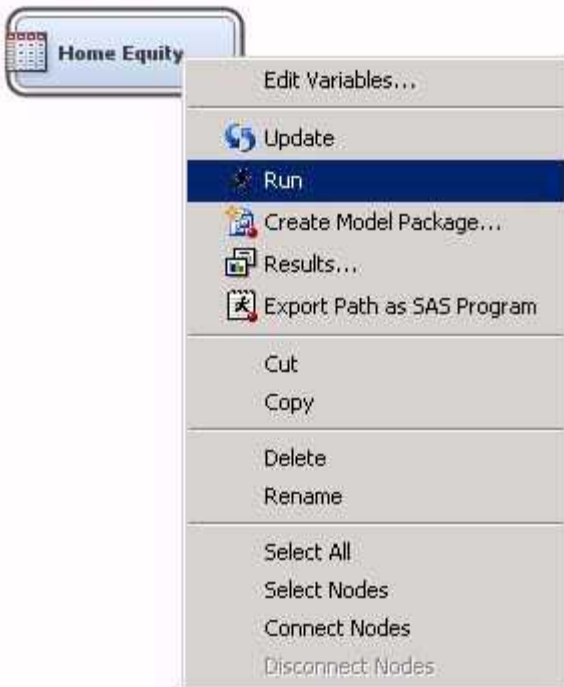 Home Equity
Edit Variables...
Update
Run
Create Model Package...
Results...
Export Path as SAS Program
Cut
Copy
Delete
Rename
Select All
Select Nodes
Connect Nodes
Disconnect Nodes